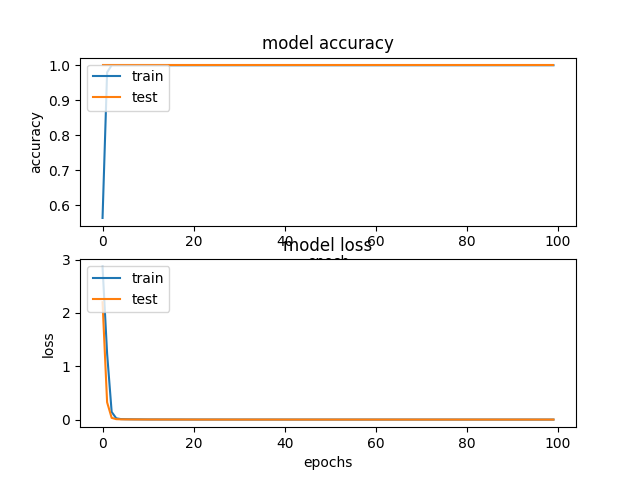 model accuracy
1.0
0.9
0.8
0.7
0.6
accuracy
train
test
0 20 40 60 80 100
epoch
model loss
3
2
1
0
loss
train
test
0 20 40 60 80 100
epochs